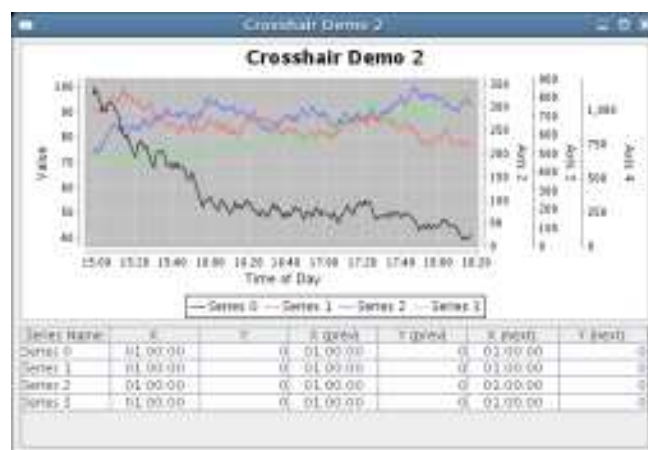 Crosshair Demo 2
Crosshair Demo 2
100
90
80
70
60
50
40
Value
350
300
250
200
150
100
50
0
Axis 2
900
800
700
600
500
400
300
200
100
0
Axis 3
1,000
750
500
250
0
Axis 4
15:00 15:20 15:40 16:00 16:20 16:40 17:00 17:20 17:40 18:00 18:20
Time of Day
Series 0 Series 1 Series 2 Series 3
Series Name X Y X (prev) Y (prev) X (next) Y (next)
Series 0 01:00:00 0 01:00:00 0 01:00:00 0
Series 1 01:00:00 0 01:00:00 0 01:00:00 0
Series 2 01:00:00 0 01:00:00 0 01:00:00 0
Series 3 01:00:00 0 01:00:00 0 01:00:00 0